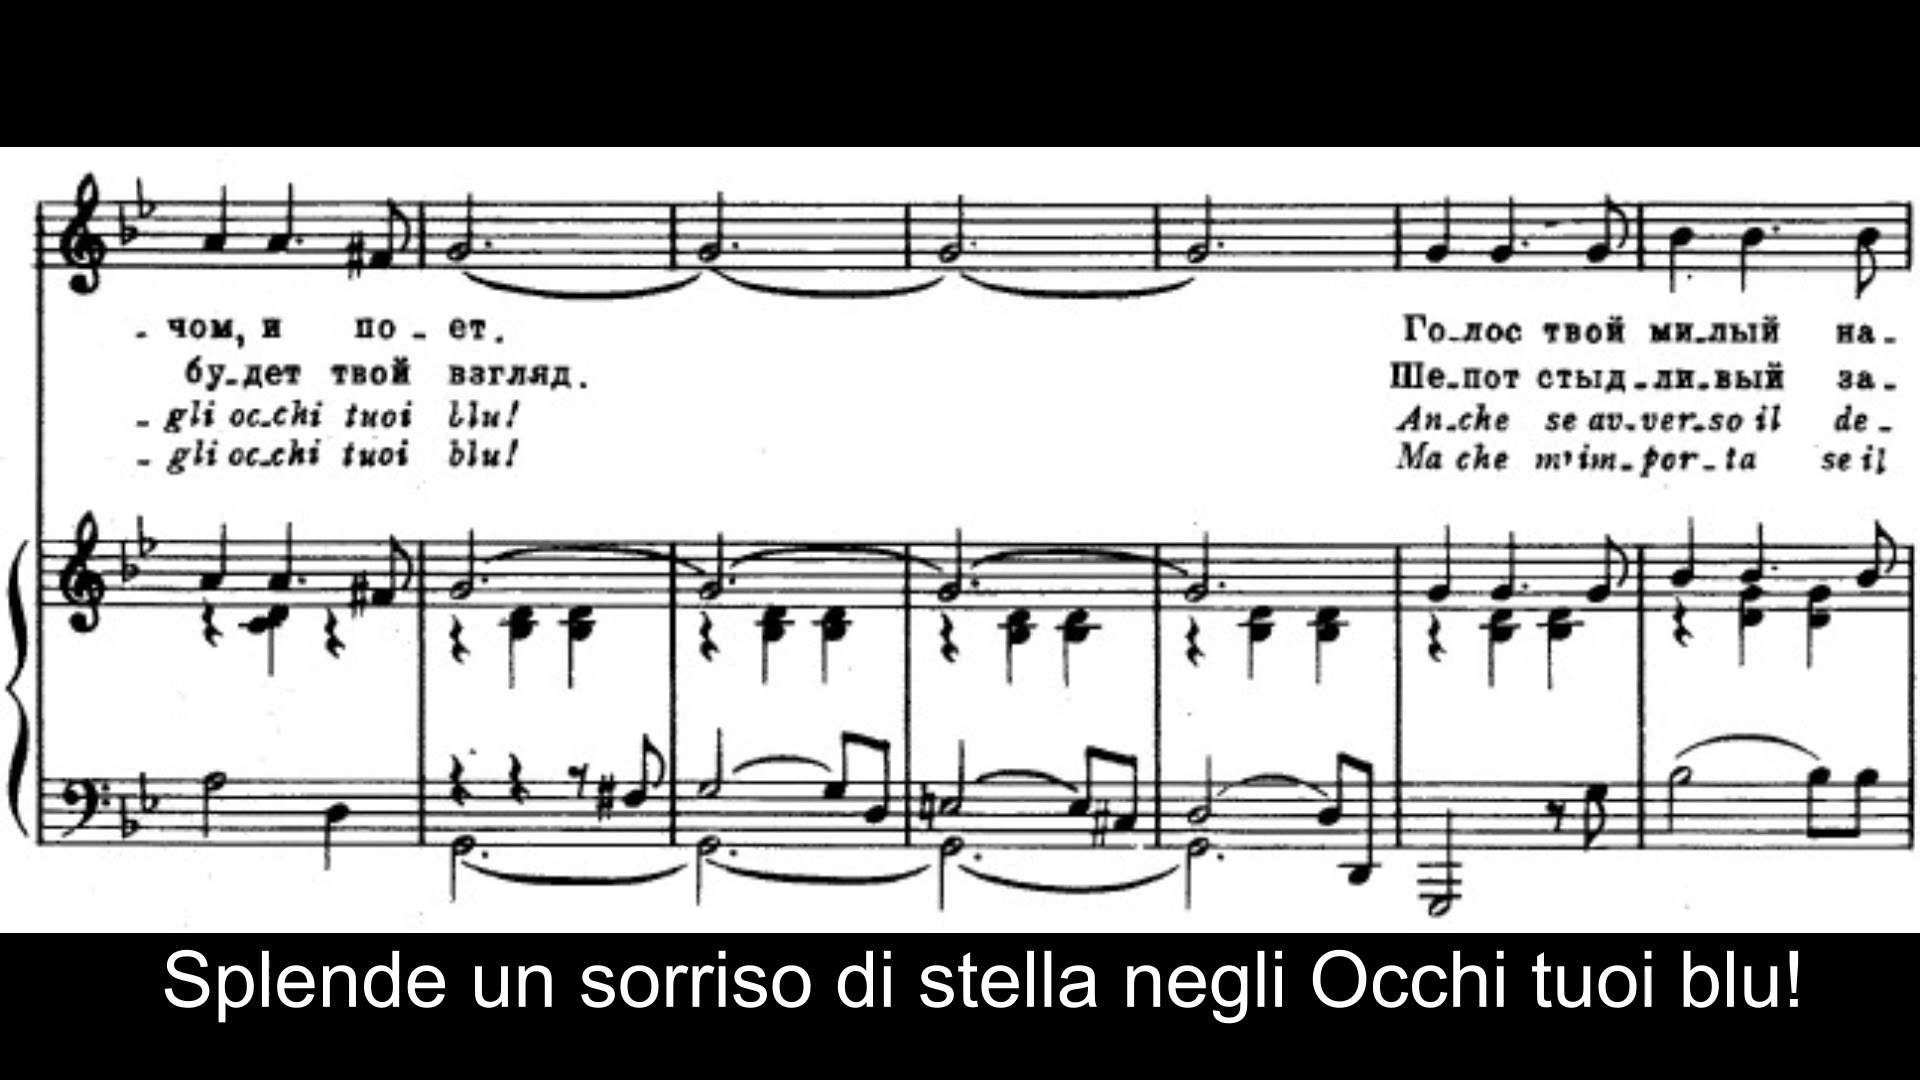 - чом, и по - ет. Го-лос твой ми-лый на-
бу-дет твой взгляд. Ше-пот стыд-ли-вый за-
- gli oc-chi tuoi blu! An-che se av-ver-so il de-
- gli oc-chi tuoi blu! Ma che m'im-por-ta se il
Splende un sorriso di stella negli Occhi tuoi blu!